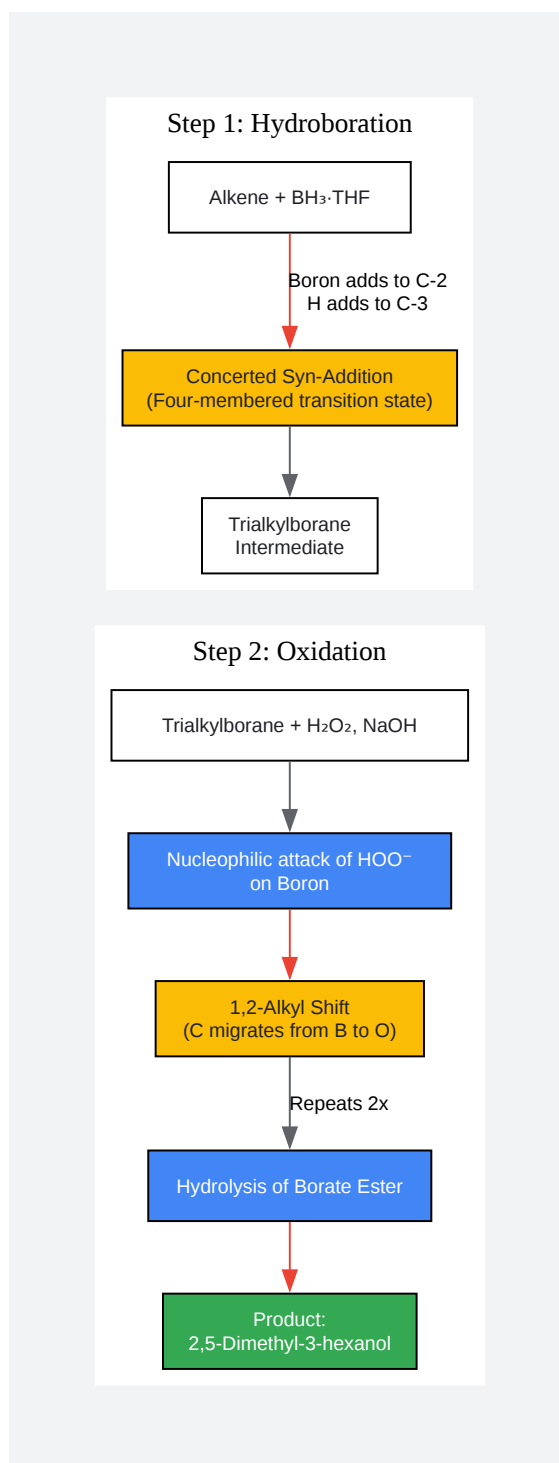 Step 1: Hydroboration
Alkene + BH₃·THF
Boron adds to C-2
H adds to C-3
Concerted Syn-Addition
(Four-membered transition state)
Trialkylborane
Intermediate
Step 2: Oxidation
Trialkylborane + H₂O₂, NaOH
Nucleophilic attack of HOO⁻
on Boron
1,2-Alkyl Shift
(C migrates from B to O)
Repeats 2x
Hydrolysis of Borate Ester
Product:
2,5-Dimethyl-3-hexanol